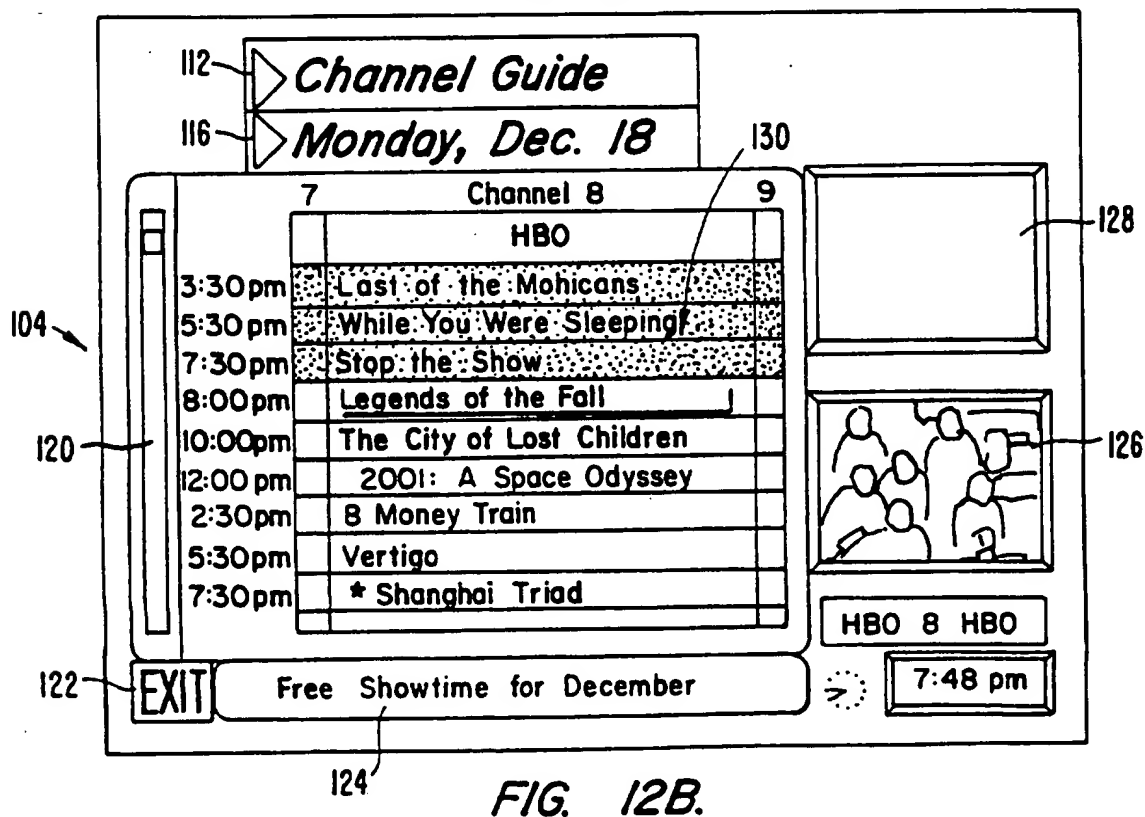 112 Channel Guide
116 Monday, Dec. 18
130
7 Channel 8 9
HBO
128
3:30pm Last of the Mohicans
104
5:30pm While You Were Sleeping
7:30pm Stop the Show
8:00pm Legends of the Fall
120
10:00pm The City of Lost Children
126
12:00pm 2001: A Space Odyssey
2:30pm 8 Money Train
5:30pm Vertigo
7:30pm * Shanghai Triad
HBO 8 HBO
122 EXIT Free Showtime for December 7:48 pm
124
FIG. 12B.